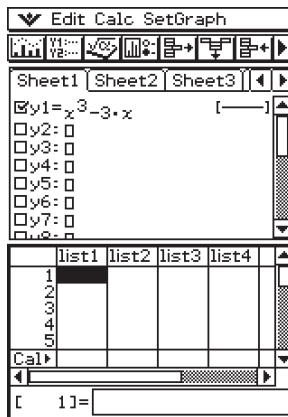 Edit Calc SetGraph
Sheet1 Sheet2 Sheet3
y1=x^3-3·x [—]
y2:
y3:
y4:
y5:
y6:
y7:
y8:
list1 list2 list3 list4
1
2
3
4
5
Cal▶
[ 1]=